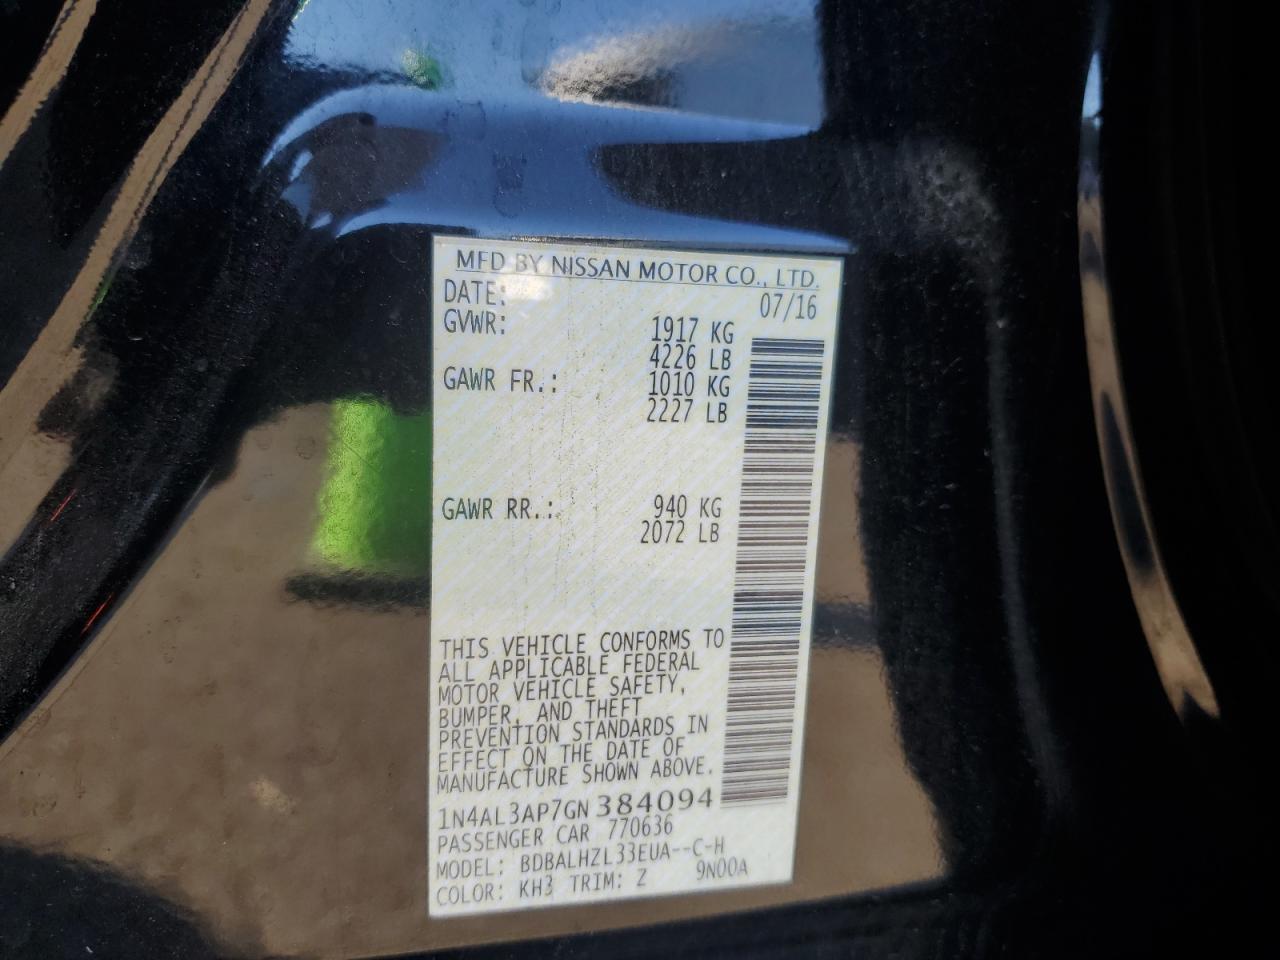 MFD BY NISSAN MOTOR CO., LTD.
DATE: 07/16
GVWR: 1917 KG
4226 LB
GAWR FR.: 1010 KG
2227 LB
GAWR RR.: 940 KG
2072 LB
THIS VEHICLE CONFORMS TO
ALL APPLICABLE FEDERAL
MOTOR VEHICLE SAFETY,
BUMPER, AND THEFT
PREVENTION STANDARDS IN
EFFECT ON THE DATE OF
MANUFACTURE SHOWN ABOVE.
1N4AL3AP7GN384094
PASSENGER CAR 770636
MODEL: BDBALHZL33EUA--C-H
COLOR: KH3 TRIM: Z 9N00A